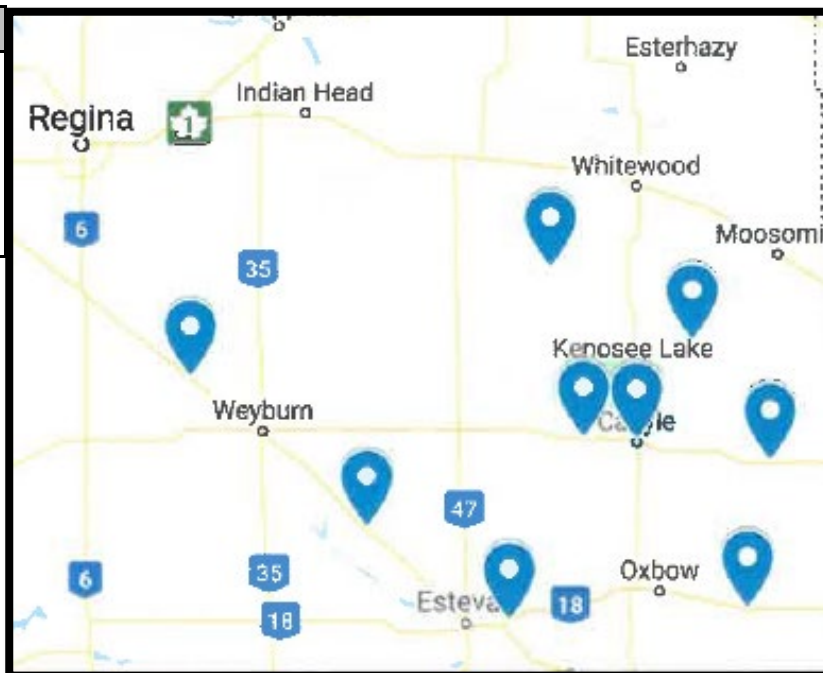 Esterhazy
Indian Head
Regina
1
Whitewood
6
Moosomi
35
Kenosee Lake
Weyburn
47
6
35
Oxbow
18
18